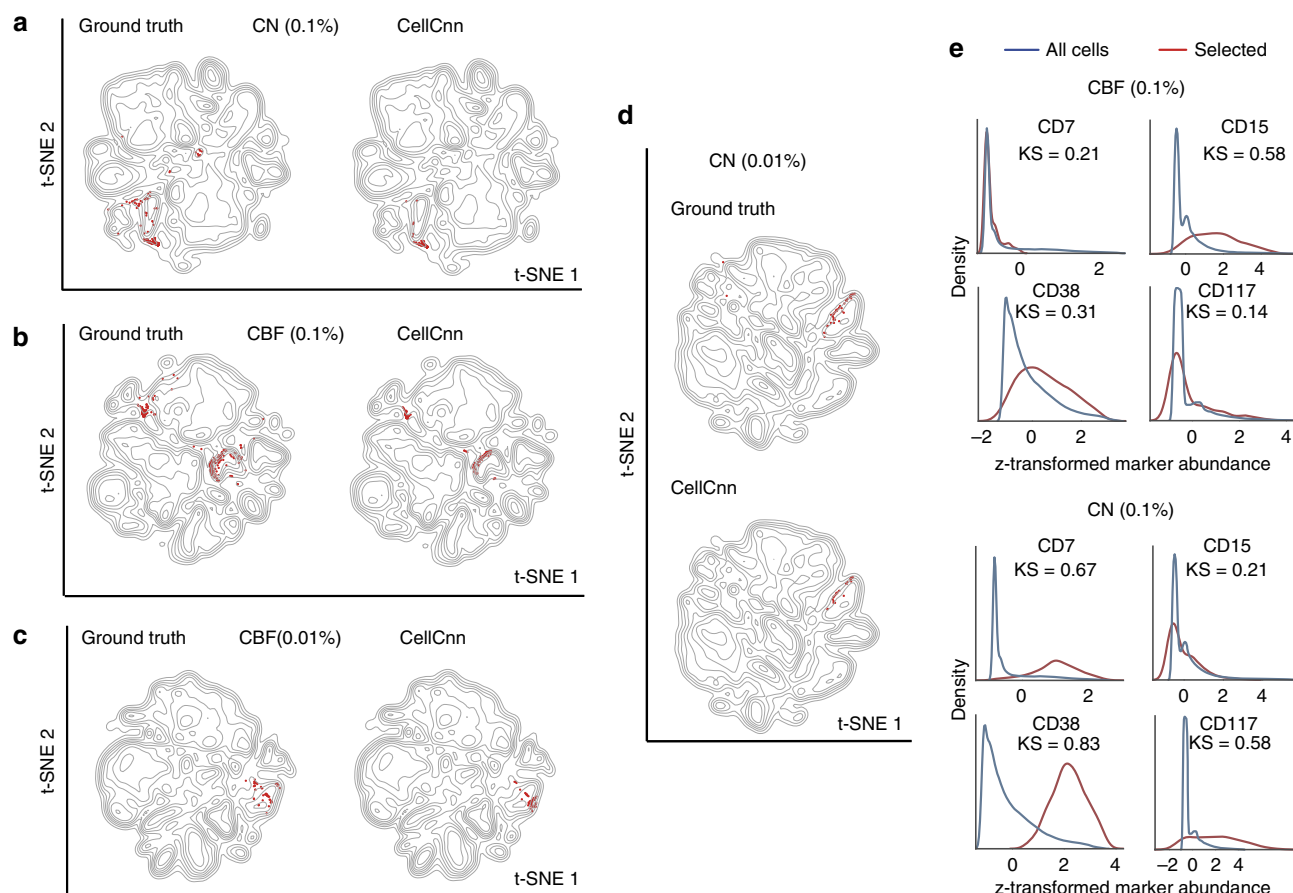 a
Ground truth CN (0.1%) CellCnn
t-SNE 2
t-SNE 1
b
Ground truth CBF (0.1%) CellCnn
t-SNE 2
t-SNE 1
c
Ground truth CBF(0.01%) CellCnn
t-SNE 2
t-SNE 1
d
CN (0.01%)
Ground truth
t-SNE 2
CellCnn
t-SNE 1
e
All cells Selected
CBF (0.1%)
Density
CD7
KS = 0.21
0 2
CD15
KS = 0.58
0 2 4
CD38
KS = 0.31
−2 0 2
CD117
KS = 0.14
0 2 4
z-transformed marker abundance
CN (0.1%)
Density
CD7
KS = 0.67
0 2
CD15
KS = 0.21
0 2 4
CD38
KS = 0.83
0 2 4
CD117
KS = 0.58
−2 0 2 4
z-transformed marker abundance